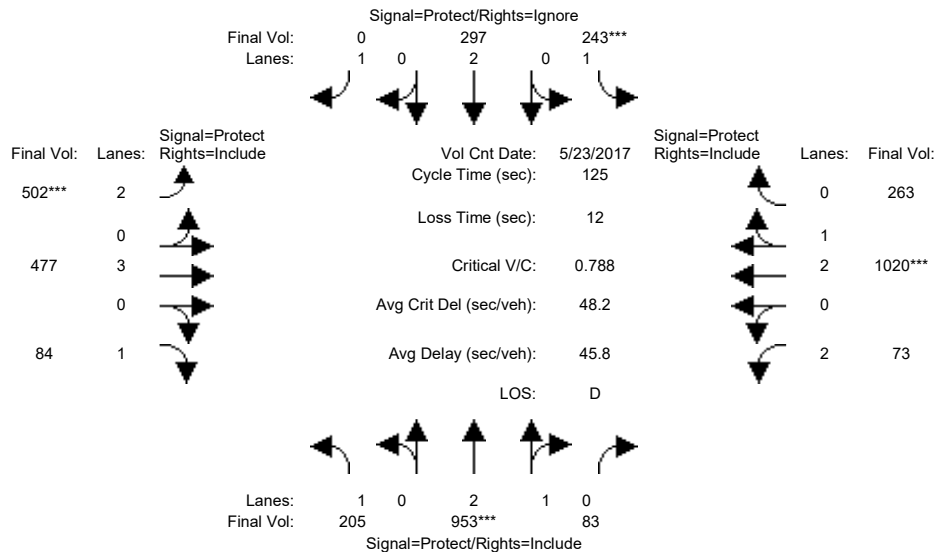 Signal=Protect/Rights=Ignore
Final Vol: 0 297 243***
Lanes: 1 0 2 0 1
Signal=Protect Signal=Protect
Final Vol: Lanes: Rights=Include Vol Cnt Date: 5/23/2017 Rights=Include Lanes: Final Vol:
Cycle Time (sec): 125
502*** 2 0 263
Loss Time (sec): 12
0 1
477 3 Critical V/C: 0.788 2 1020***
0 Avg Crit Del (sec/veh): 48.2 0
84 1 Avg Delay (sec/veh): 45.8 2 73
LOS: D
Lanes: 1 0 2 1 0
Final Vol: 205 953*** 83
Signal=Protect/Rights=Include